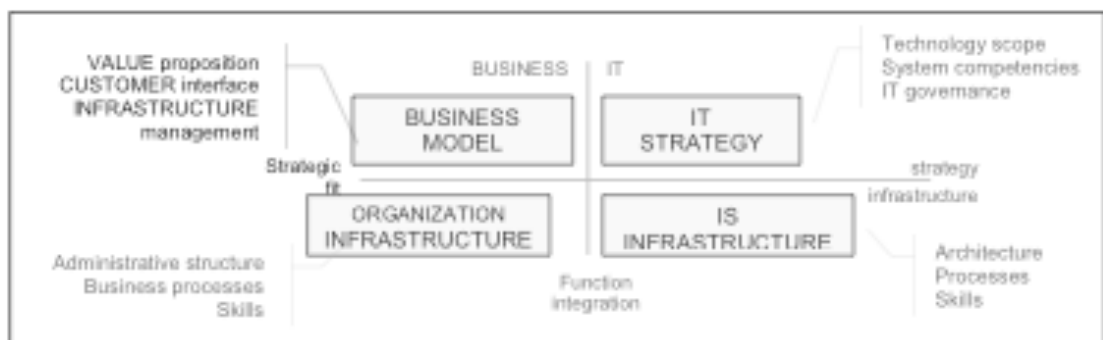 VALUE proposition
CUSTOMER interface
INFRASTRUCTURE
management
BUSINESS
IT
Technology scope
System competencies
IT governance
BUSINESS
MODEL
IT
STRATEGY
Strategic
fit
strategy
infrastructure
ORGANIZATION
INFRASTRUCTURE
IS
INFRASTRUCTURE
Administrative structure
Business processes
Skills
Function
integration
Architecture
Processes
Skills